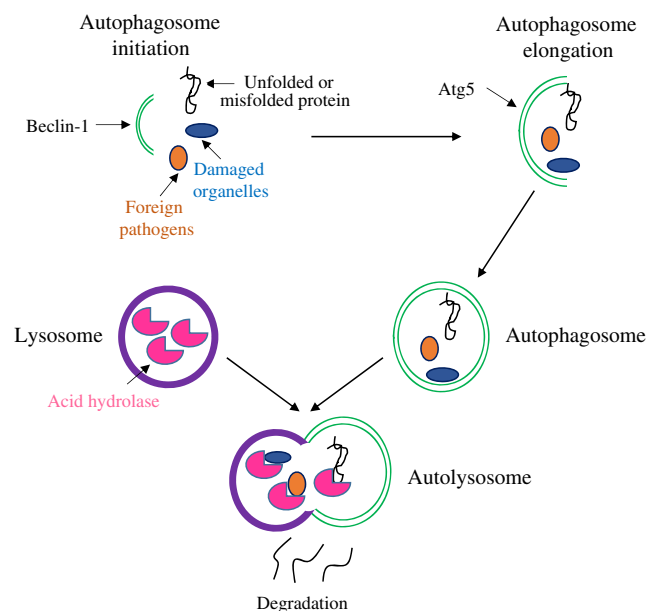 Autophagosome
initiation
Autophagosome
elongation
Unfolded or
misfolded protein
Atg5
Beclin-1
Damaged
organelles
Foreign
pathogens
Lysosome
Autophagosome
Acid hydrolase
Autolysosome
Degradation